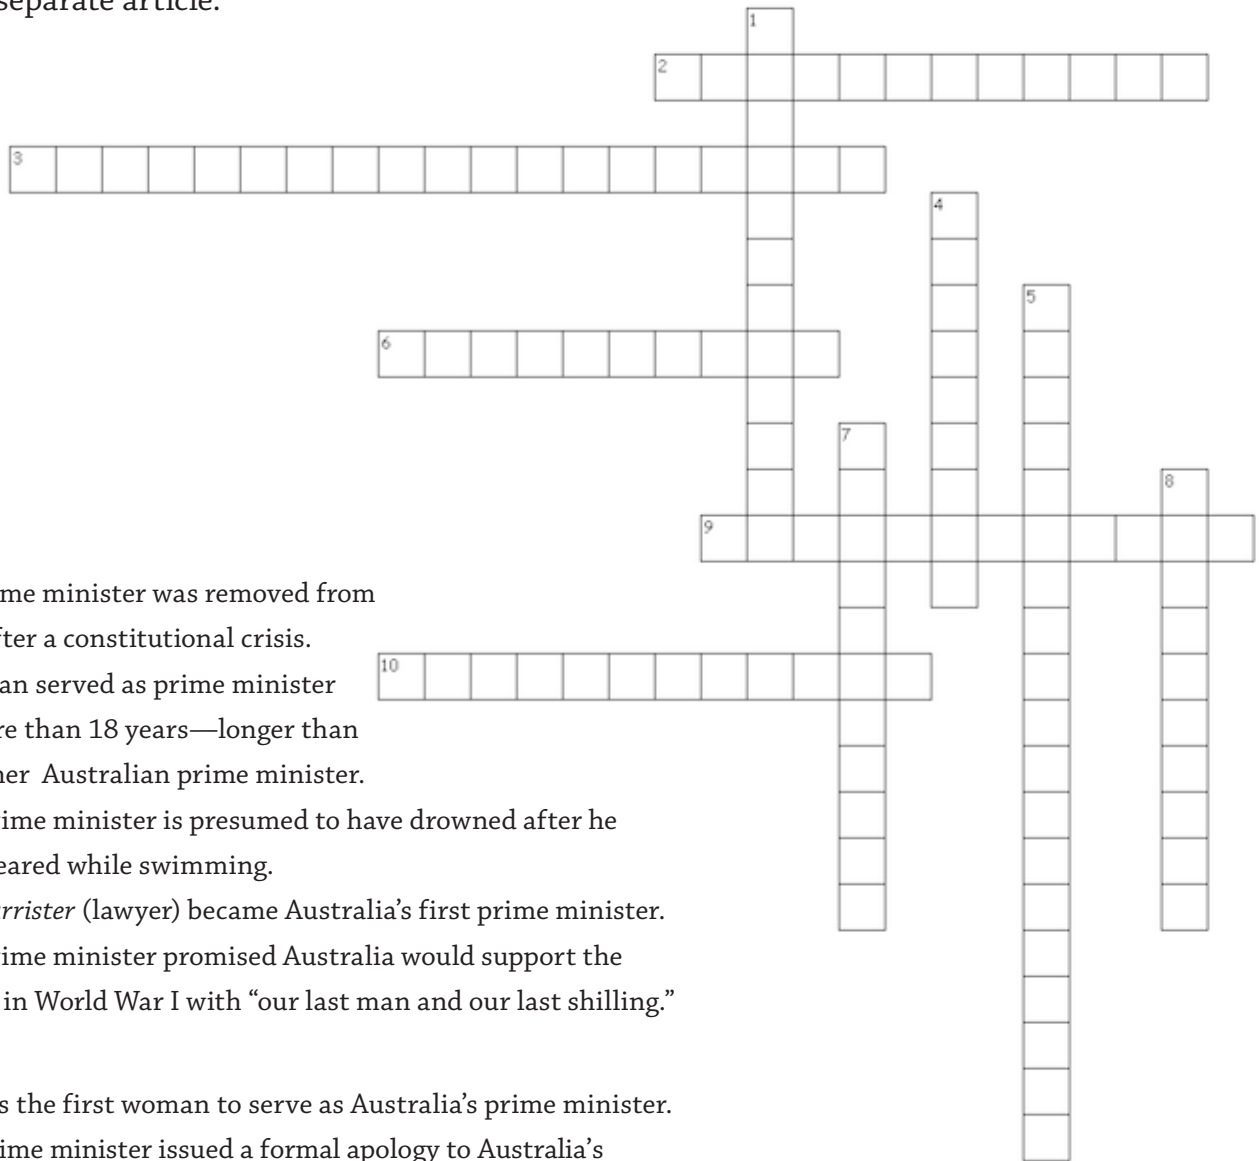 separate article.
1
2
3
4
5
6
7
8
9
me minister was removed from
ter a constitutional crisis.
10
an served as prime minister
re than 18 years—longer than
her Australian prime minister.
rime minister is presumed to have drowned after he
eared while swimming.
rrister (lawyer) became Australia’s first prime minister.
rime minister promised Australia would support the
in World War I with “our last man and our last shilling.”
s the first woman to serve as Australia’s prime minister.
rime minister issued a formal apology to Australia’s